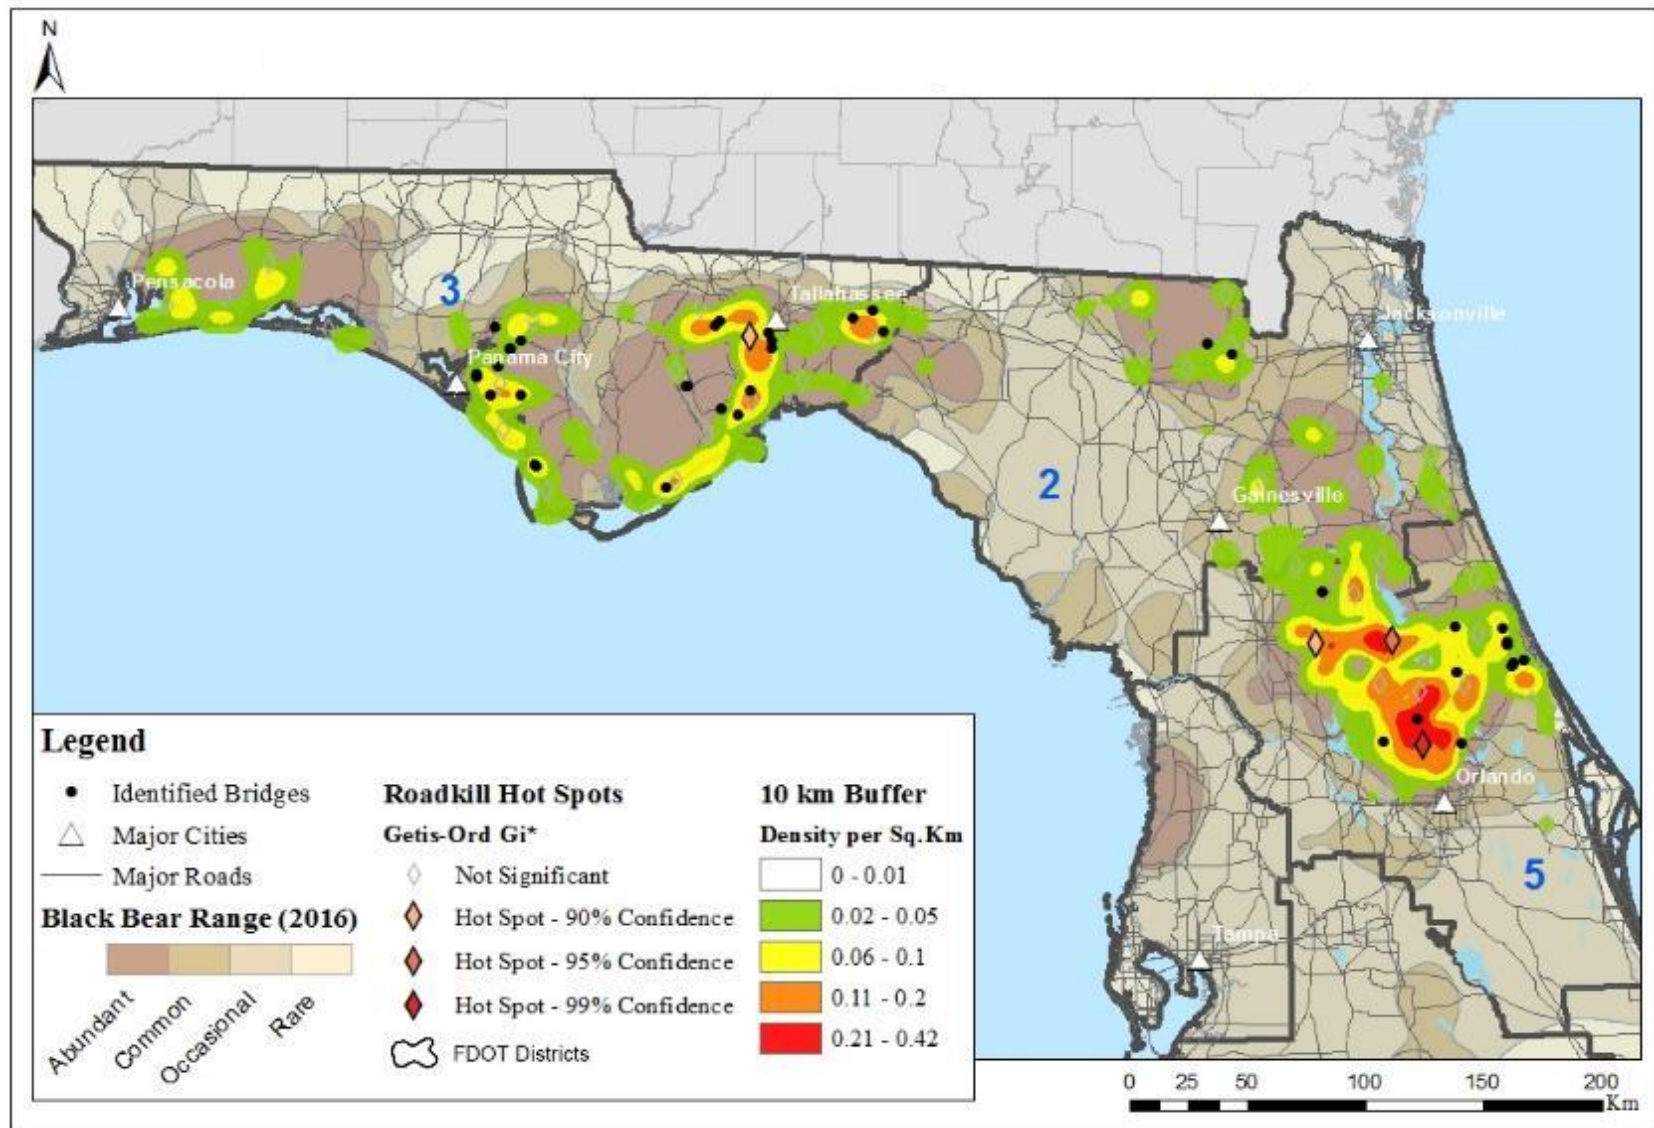 N
Pensacola
3
Tallahassee
Jacksonville
Panama City
2
Gainesville
Orlando
5
Tampa
Legend
Identified Bridges
Major Cities
Major Roads
Black Bear Range (2016)
Abundant
Common
Occasional
Rare
Roadkill Hot Spots
Getis-Ord Gi*
Not Significant
Hot Spot - 90% Confidence
Hot Spot - 95% Confidence
Hot Spot - 99% Confidence
FDOT Districts
10 km Buffer
Density per Sq.Km
0 - 0.01
0.02 - 0.05
0.06 - 0.1
0.11 - 0.2
0.21 - 0.42
0 25 50 100 150 200
Km